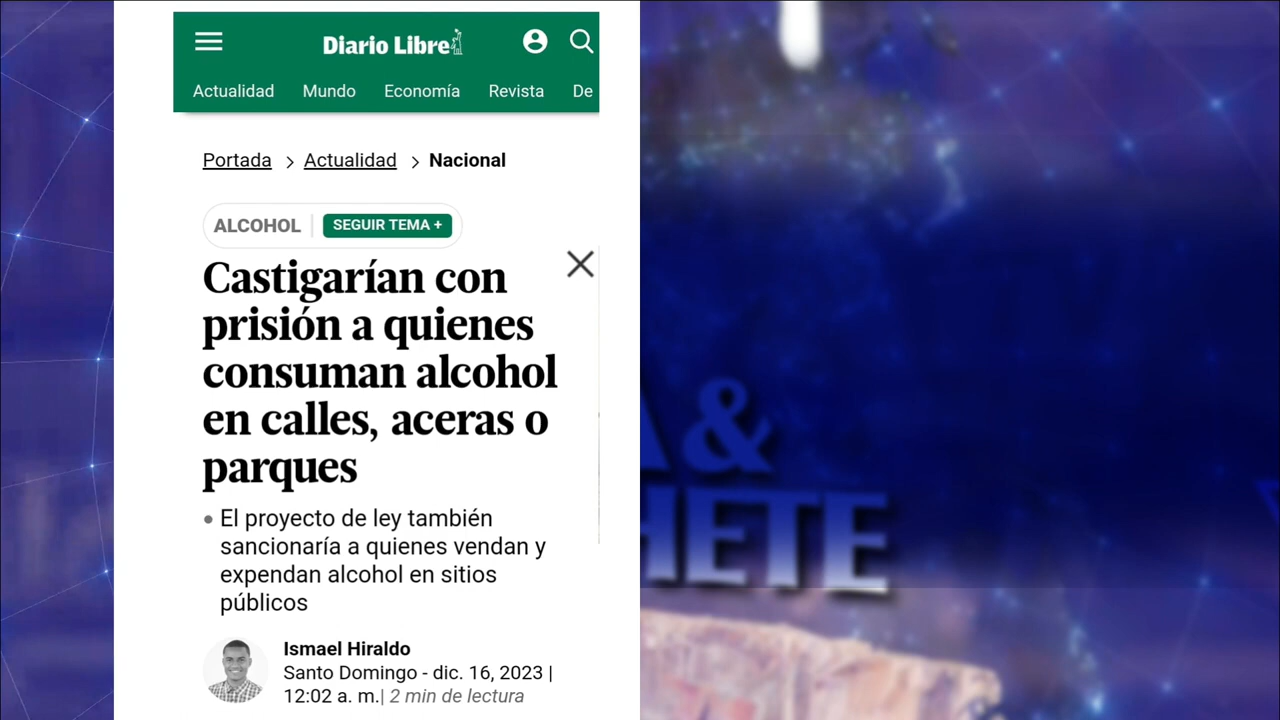 Diario Libre
Actualidad Mundo Economía Revista De
Portada > Actualidad > Nacional
ALCOHOL | SEGUIR TEMA +
Castigarían con
prisión a quienes
consuman alcohol
en calles, aceras o
parques
• El proyecto de ley también
sancionaría a quienes vendan y
expendan alcohol en sitios
públicos
Ismael Hiraldo
Santo Domingo - dic. 16, 2023 |
12:02 a. m.| 2 min de lectura
&
HETE